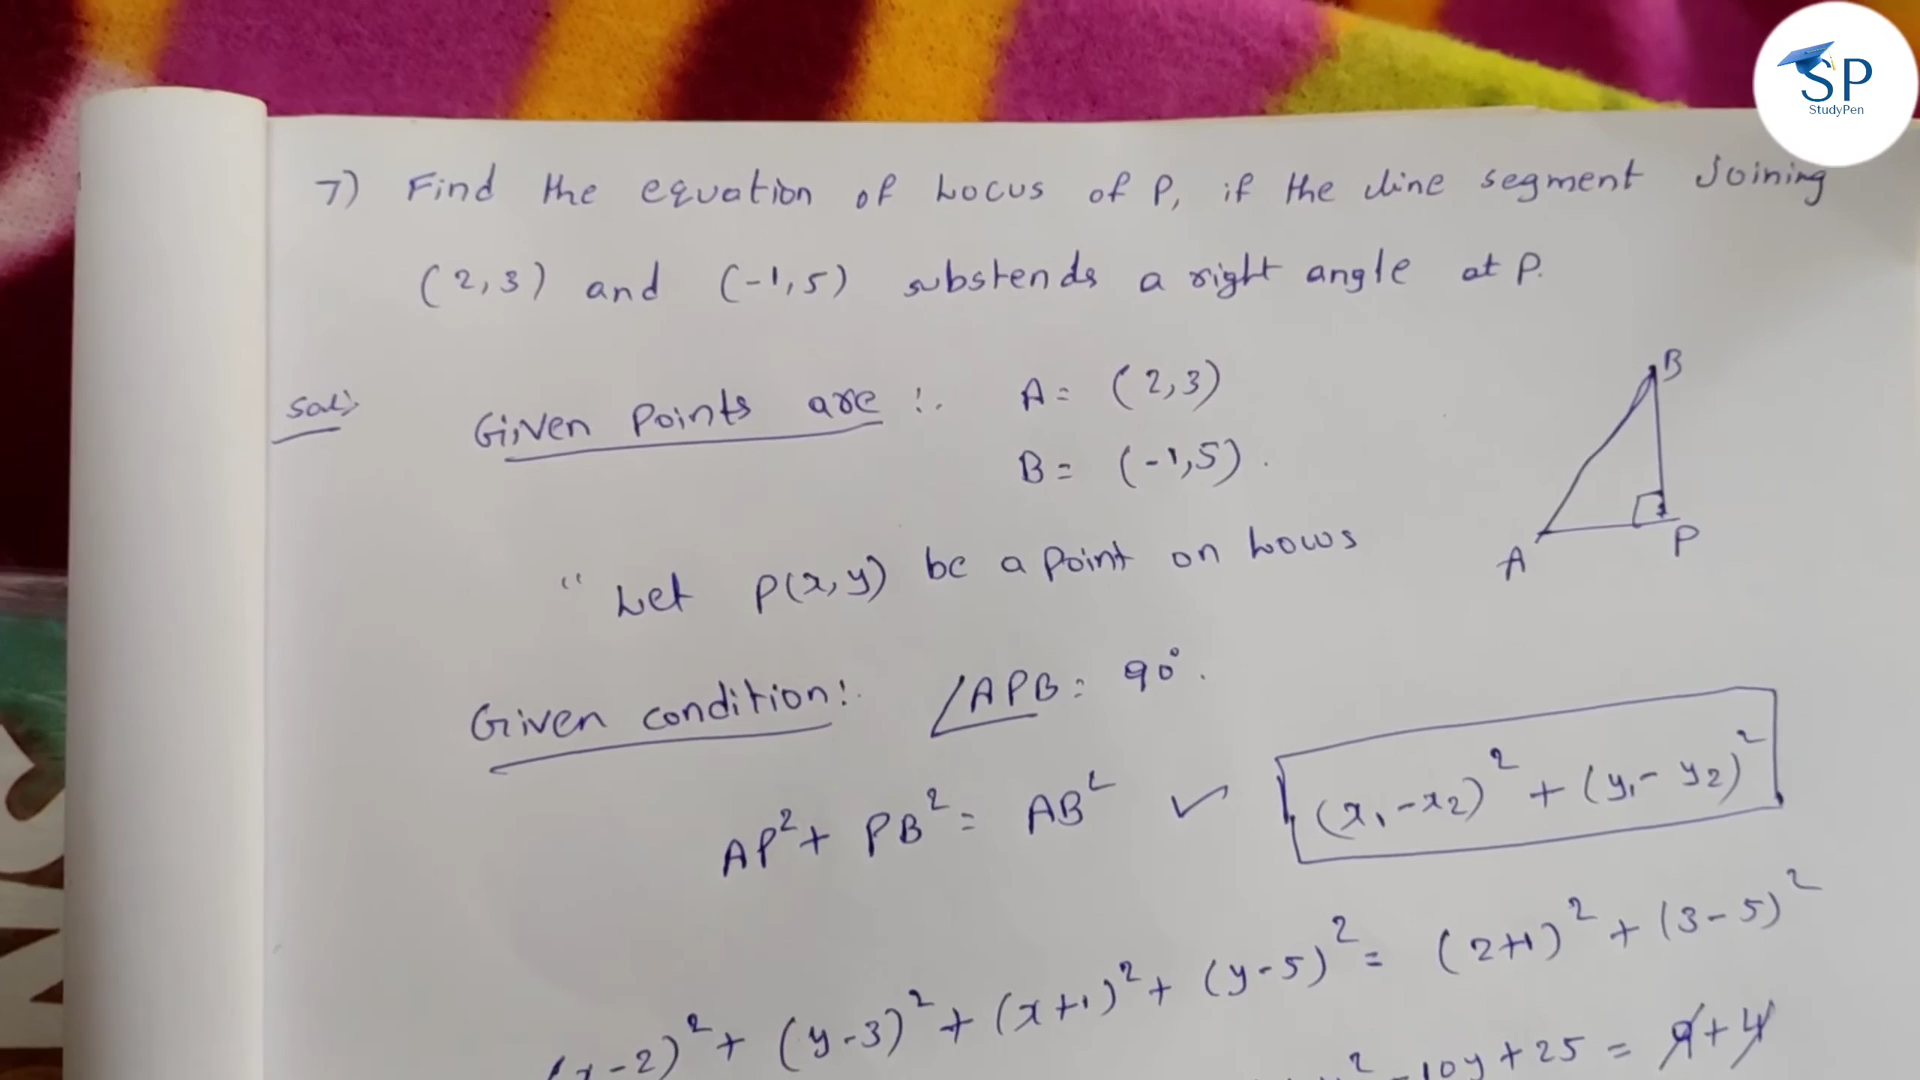 SP
StudyPen
7) Find the equation of Locus of P, if the line segment Joining
(2,3) and (-1,5) substends a right angle at P.
Sol:
Given Points are :. A= (2,3)
B= (-1,5).
B
A
P
" Let P(x,y) be a point on Locus
Given condition:. ∠APB= 90°.
AP²+ PB²= AB² ✓ (x₁-x₂)²+(y₁-y₂)²
(x-2)²+ (y-3)²+(x+1)²+ (y-5)²= (2+1)²+(3-5)²
²-10y+25 = 9+4